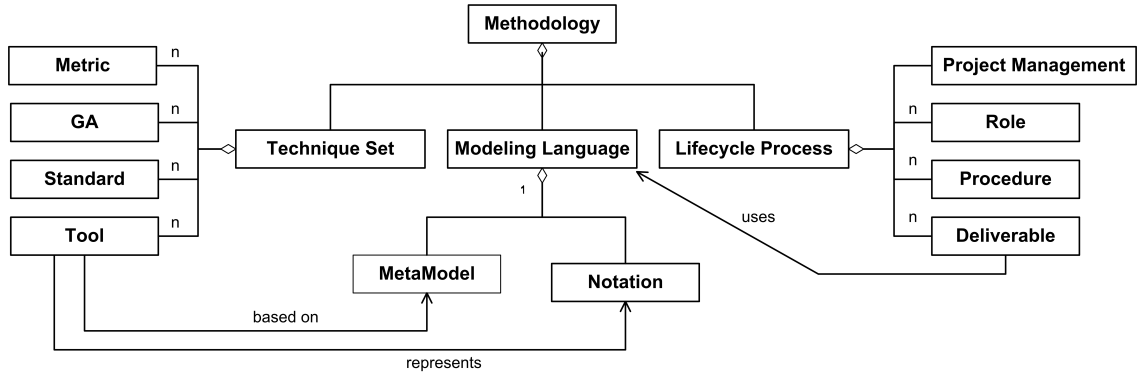 Methodology
n
Metric
Project Management
n
GA
n
Role
Technique Set
Modeling Language
Lifecycle Process
n
Standard
n
Procedure
1
n
Tool
uses
n
Deliverable
MetaModel
Notation
based on
represents